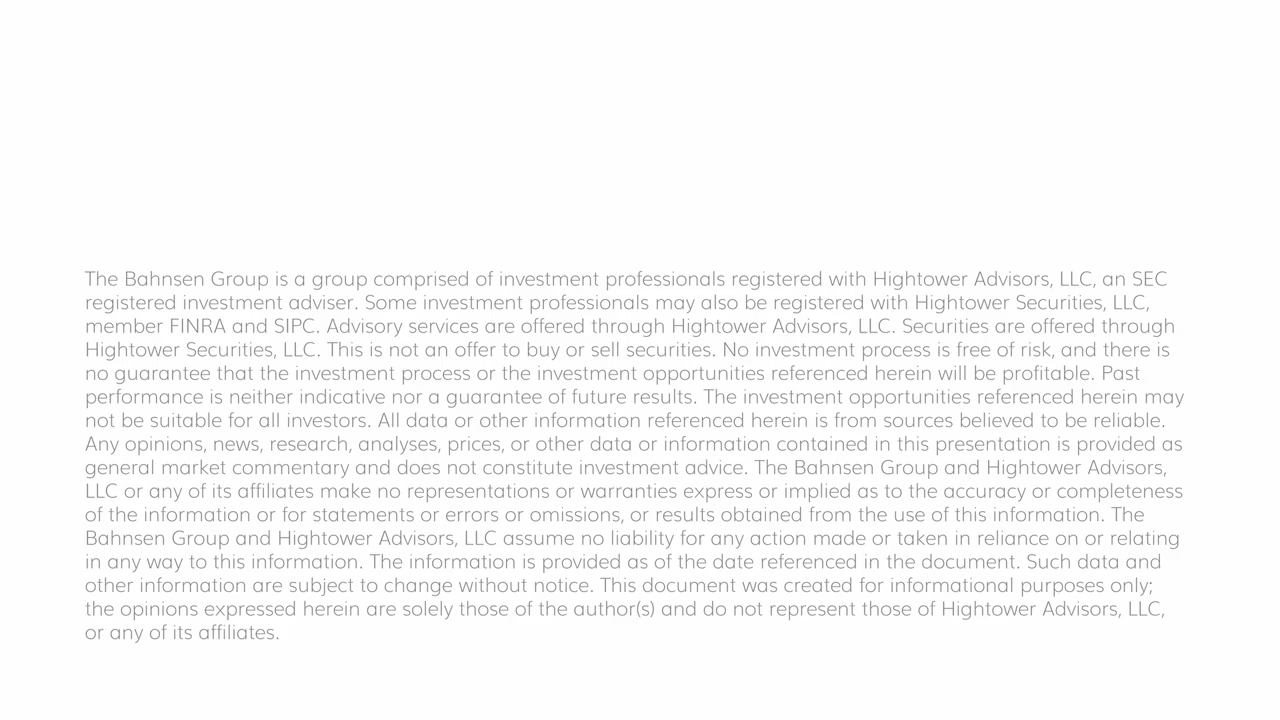 The Bahnsen Group is a group comprised of investment professionals registered with Hightower Advisors, LLC, an SEC
registered investment adviser. Some investment professionals may also be registered with Hightower Securities, LLC,
member FINRA and SIPC. Advisory services are offered through Hightower Advisors, LLC. Securities are offered through
Hightower Securities, LLC. This is not an offer to buy or sell securities. No investment process is free of risk, and there is
no guarantee that the investment process or the investment opportunities referenced herein will be profitable. Past
performance is neither indicative nor a guarantee of future results. The investment opportunities referenced herein may
not be suitable for all investors. All data or other information referenced herein is from sources believed to be reliable.
Any opinions, news, research, analyses, prices, or other data or information contained in this presentation is provided as
general market commentary and does not constitute investment advice. The Bahnsen Group and Hightower Advisors,
LLC or any of its affiliates make no representations or warranties express or implied as to the accuracy or completeness
of the information or for statements or errors or omissions, or results obtained from the use of this information. The
Bahnsen Group and Hightower Advisors, LLC assume no liability for any action made or taken in reliance on or relating
in any way to this information. The information is provided as of the date referenced in the document. Such data and
other information are subject to change without notice. This document was created for informational purposes only;
the opinions expressed herein are solely those of the author(s) and do not represent those of Hightower Advisors, LLC,
or any of its affiliates.